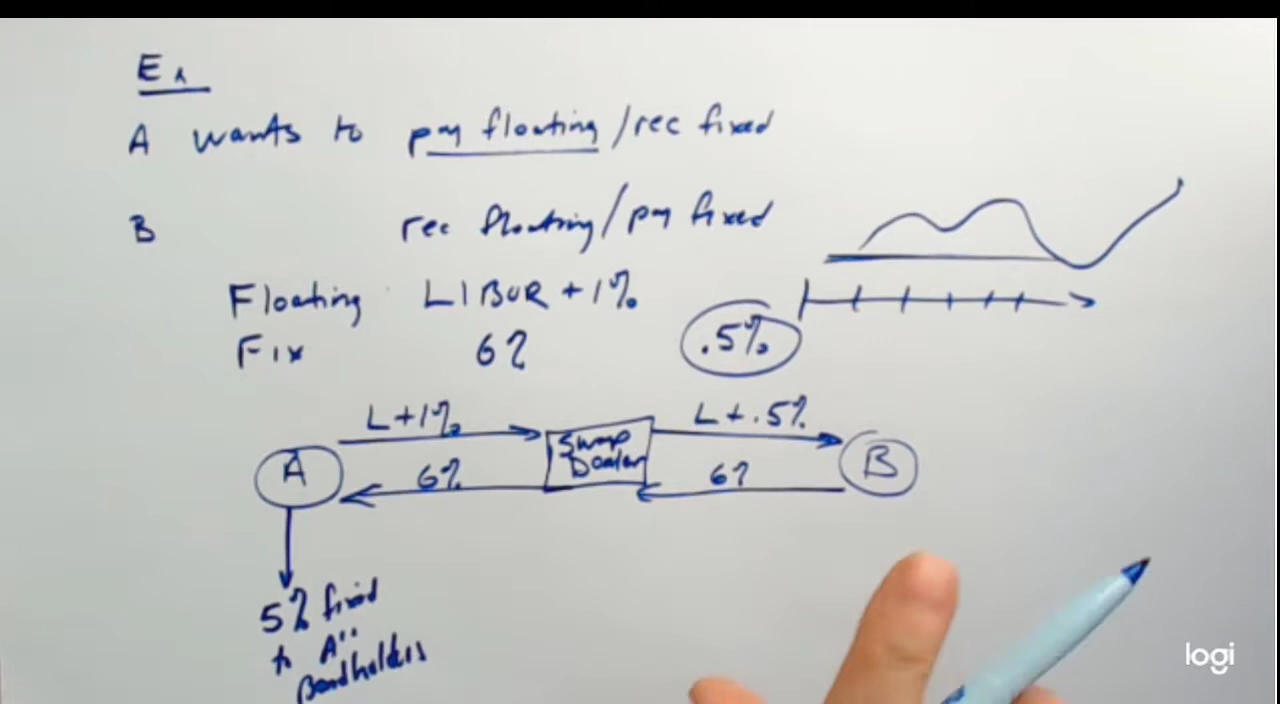 Ex
A wants to pay floating/rec fixed
B rec floating/pay fixed
Floating LIBOR + 1%
Fix 6%
.5%
L+1% L+.5%
A Swap Dealer B
6% 6%
5% fixed
to A's
Bondholders
logi